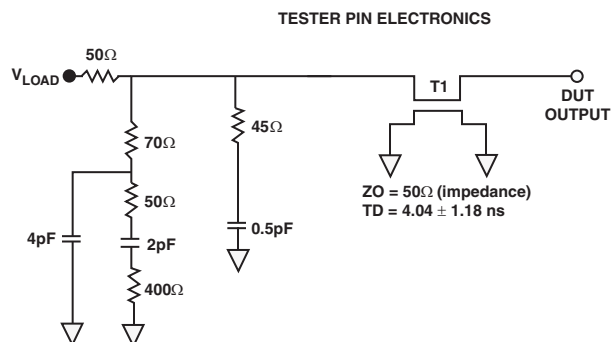 TESTER PIN ELECTRONICS
50Ω
VLOAD
T1
DUT
OUTPUT
70Ω
45Ω
50Ω
ZO = 50Ω (impedance)
TD = 4.04 ± 1.18 ns
4pF
2pF
0.5pF
400Ω